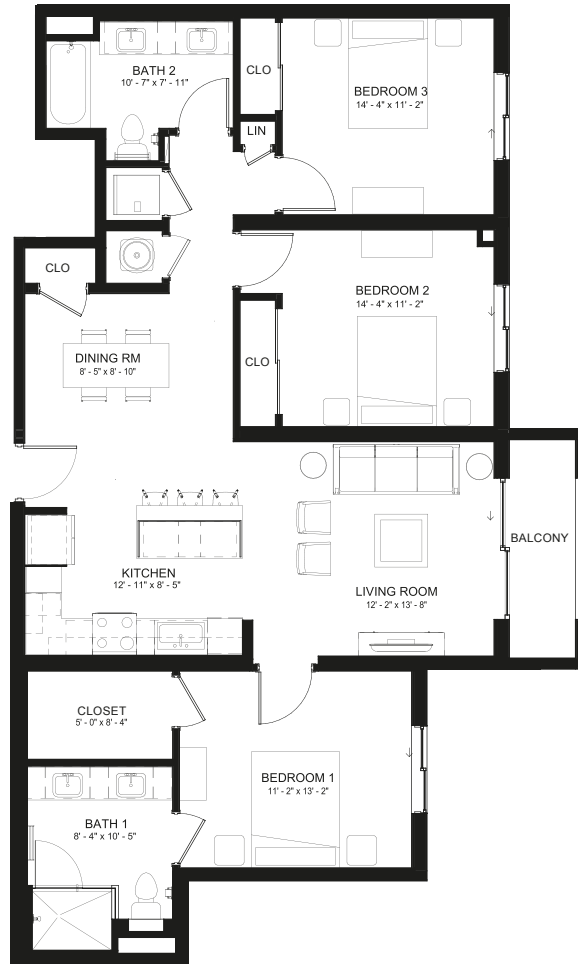 BATH 2
10' - 7" x 7' - 11"
CLO
BEDROOM 3
14' - 4" x 11' - 2"
LIN
CLO
BEDROOM 2
14' - 4" x 11' - 2"
DINING RM
8' - 5" x 8' - 10"
CLO
BALCONY
KITCHEN
12' - 11" x 8' - 5"
LIVING ROOM
12' - 2" x 13' - 8"
CLOSET
5' - 0" x 8' - 4"
BEDROOM 1
11' - 2" x 13' - 2"
BATH 1
8' - 4" x 10' - 5"